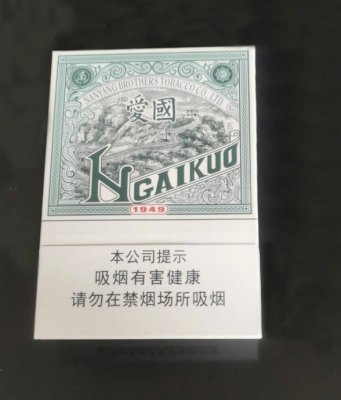 NANYANG BROTHERS TOBACCO CO. LTD.
愛國
NGAIKUO
1949
本公司提示
吸烟有害健康
请勿在禁烟场所吸烟